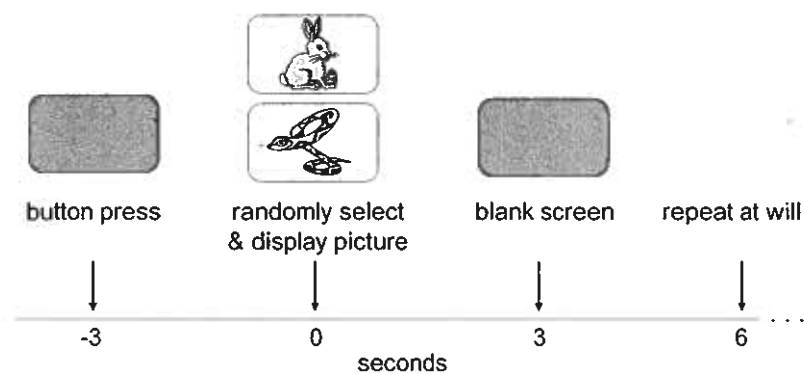 button press
randomly select
& display picture
blank screen
repeat at will
-3
0
3
6
. . .
seconds